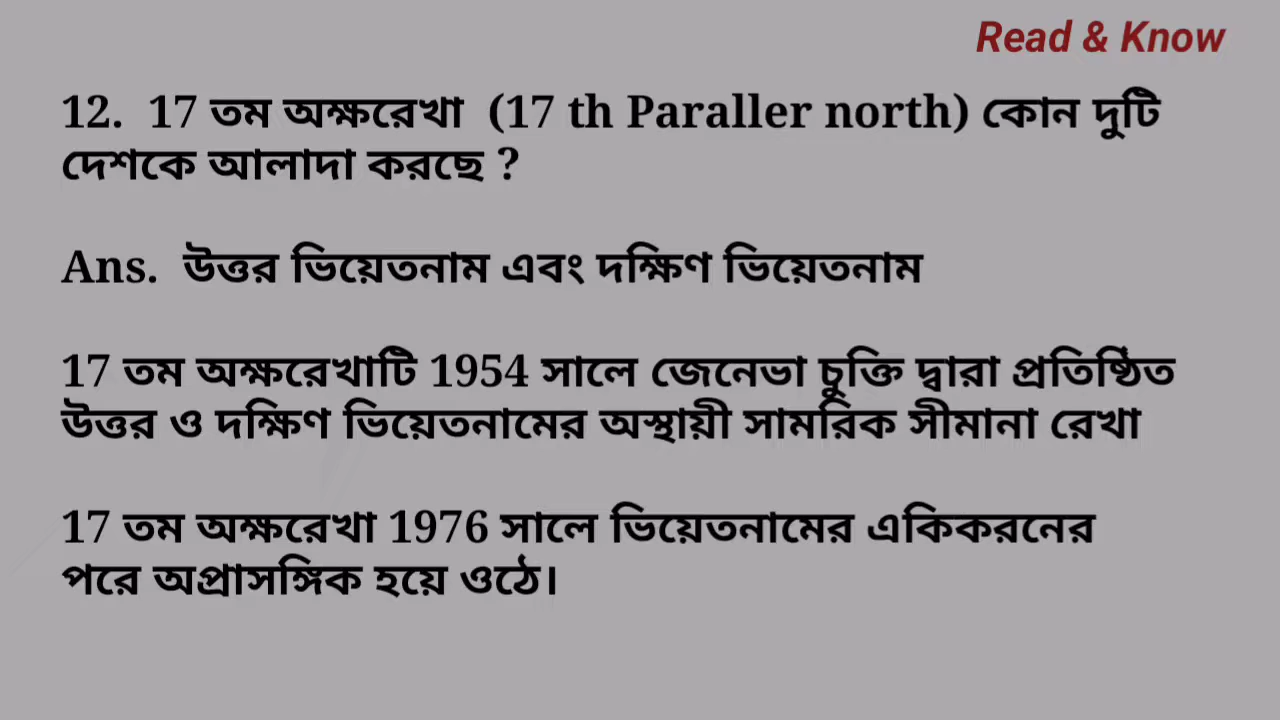 Read & Know
12. 17 তম অক্ষরেখা (17 th Paraller north) কোন দুটি
দেশকে আলাদা করছে ?
Ans. উত্তর ভিয়েতনাম এবং দক্ষিণ ভিয়েতনাম
17 তম অক্ষরেখাটি 1954 সালে জেনেভা চুক্তি দ্বারা প্রতিষ্ঠিত
উত্তর ও দক্ষিণ ভিয়েতনামের অস্থায়ী সামরিক সীমানা রেখা
17 তম অক্ষরেখা 1976 সালে ভিয়েতনামের একিকরনের
পরে অপ্রাসঙ্গিক হয়ে ওঠে।